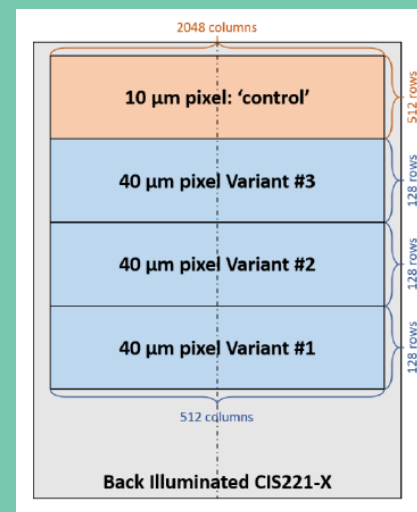 2048 columns
10 µm pixel: ‘control’
512 rows
40 µm pixel Variant #3
128 rows
40 µm pixel Variant #2
128 rows
40 µm pixel Variant #1
128 rows
512 columns
Back Illuminated CIS221-X